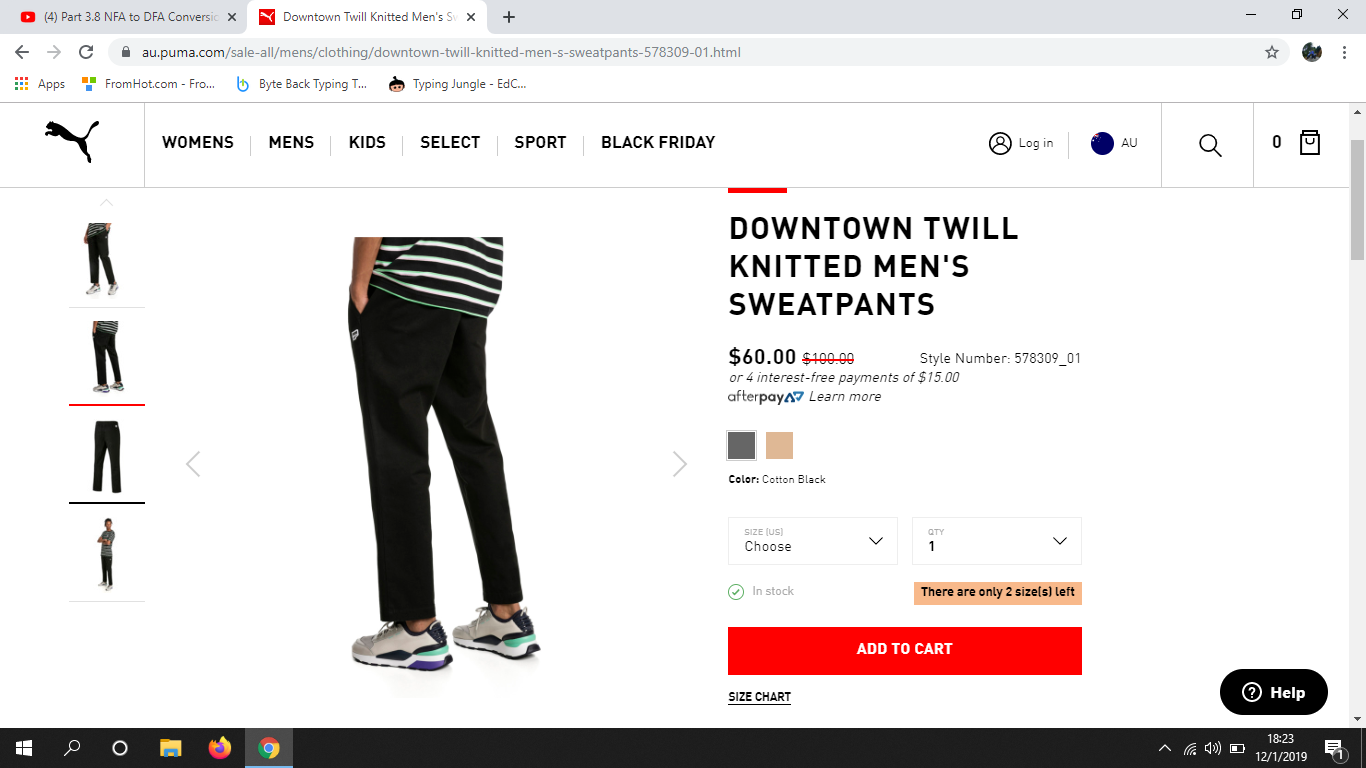 (4) Part 3.8 NFA to DFA Conversic
Downtown Twill Knitted Men's Sw
au.puma.com/sale-all/mens/clothing/downtown-twill-knitted-men-s-sweatpants-578309-01.html
Apps
FromHot.com - Fro...
Byte Back Typing T...
Typing Jungle - EdC...
WOMENS
MENS
KIDS
SELECT
SPORT
BLACK FRIDAY
Log in
AU
0
DOWNTOWN TWILL
KNITTED MEN'S
SWEATPANTS
$60.00 $100.00
Style Number: 578309_01
or 4 interest-free payments of $15.00
afterpay Learn more
Color: Cotton Black
SIZE (US)
Choose
QTY
1
In stock
There are only 2 size(s) left
ADD TO CART
SIZE CHART
Help
18:23
12/1/2019
1